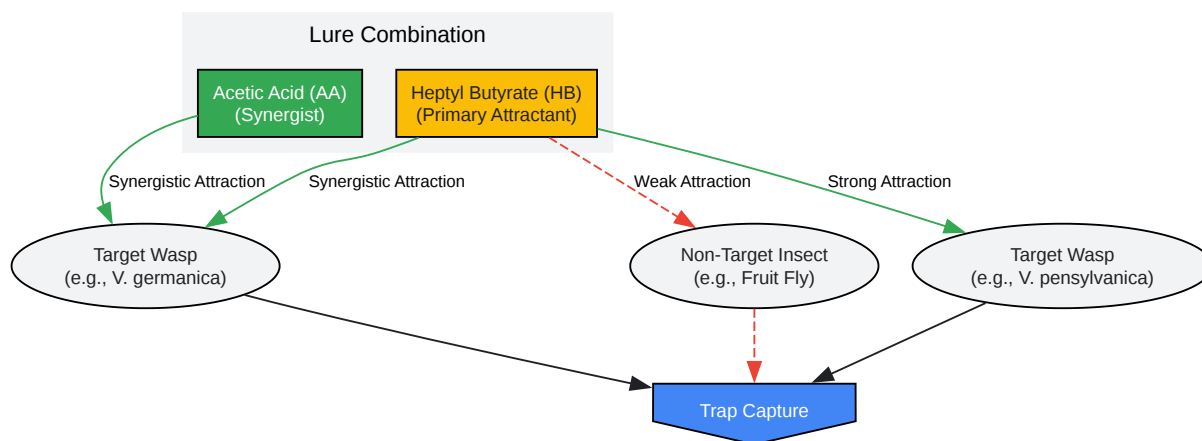 Lure Combination
Acetic Acid (AA)
(Synergist)
Heptyl Butyrate (HB)
(Primary Attractant)
Synergistic Attraction
Synergistic Attraction
Weak Attraction
Strong Attraction
Target Wasp
(e.g., V. germanica)
Non-Target Insect
(e.g., Fruit Fly)
Target Wasp
(e.g., V. pensylvanica)
Trap Capture